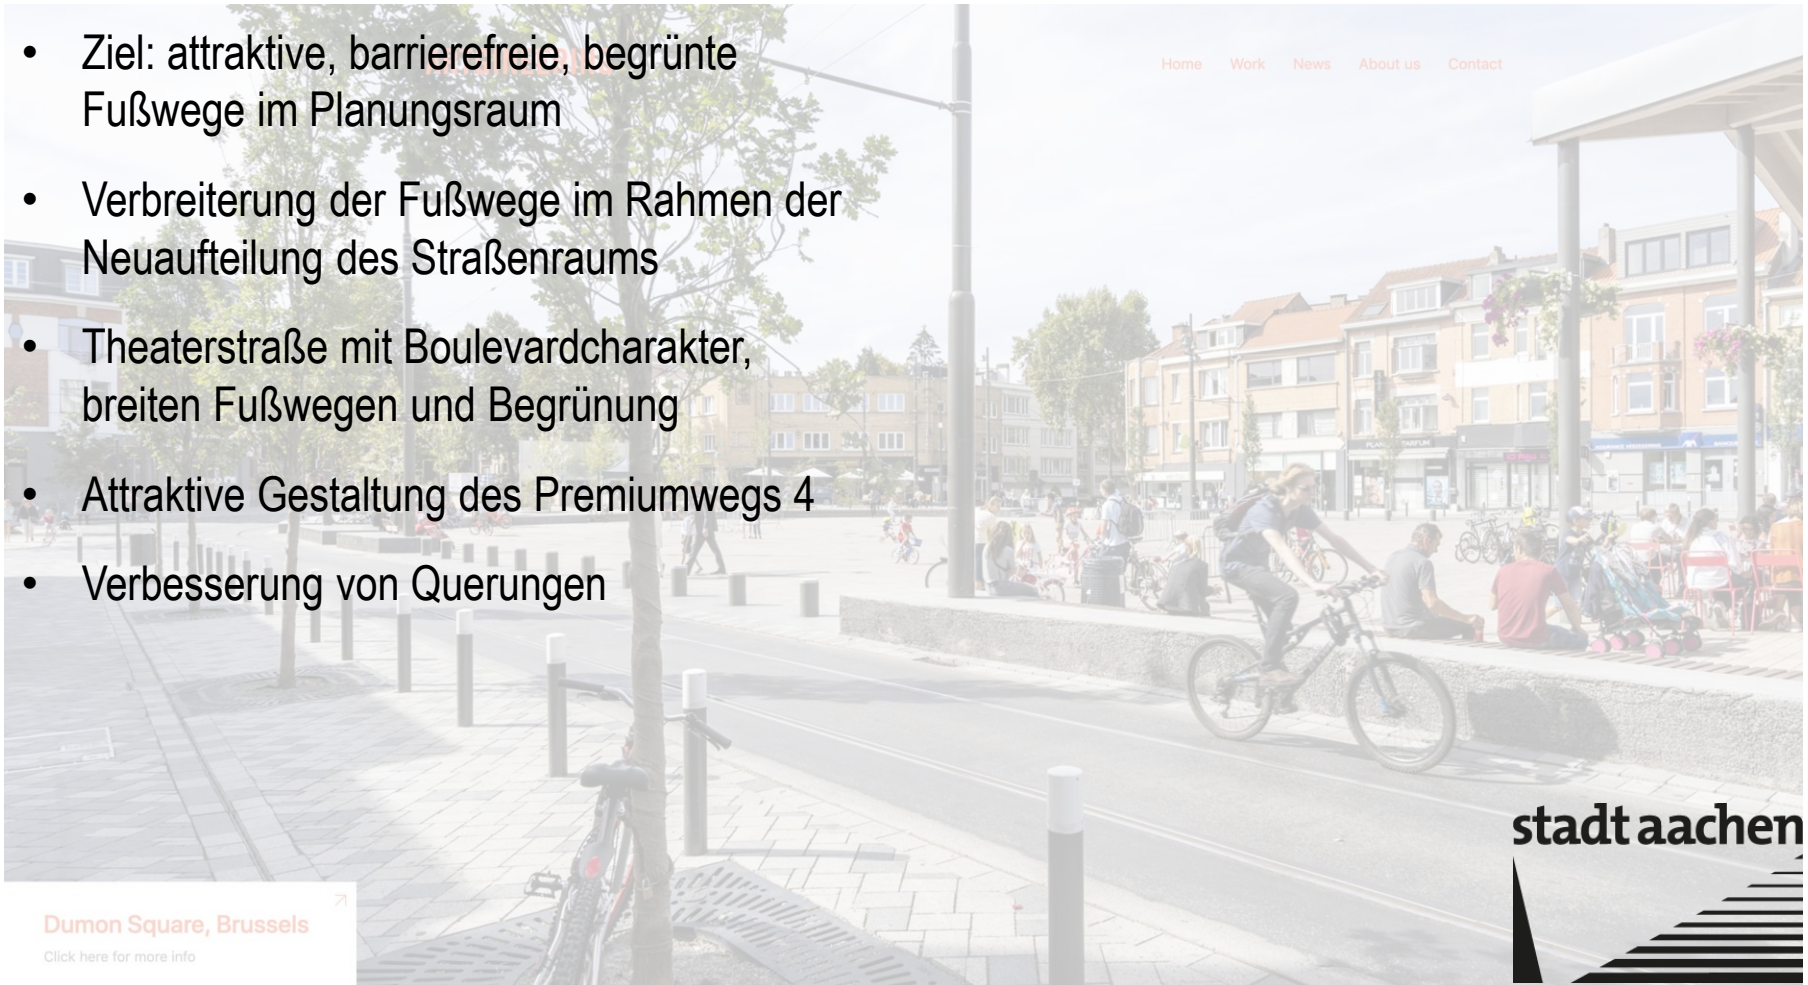 • Ziel: attraktive, barrierefreie, begrünte
Fußwege im Planungsraum
• Verbreiterung der Fußwege im Rahmen der
Neuaufteilung des Straßenraums
• Theaterstraße mit Boulevardcharakter,
breiten Fußwegen und Begrünung
• Attraktive Gestaltung des Premiumwegs 4
• Verbesserung von Querungen
Home Work News About us Contact
AXA
stadt aachen
Dumon Square, Brussels
Click here for more info